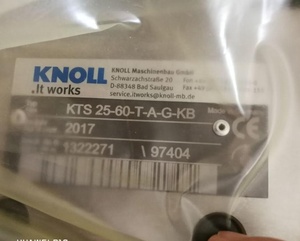 KNOLL
.It works
KNOLL Maschinenbau GmbH
Schwarzachstraße 20
D-88348 Bad Saulgau
service.itworks@knoll-mb.de
KTS 25-60-T-A-G-KB
2017
1322271 \ 97404
CE